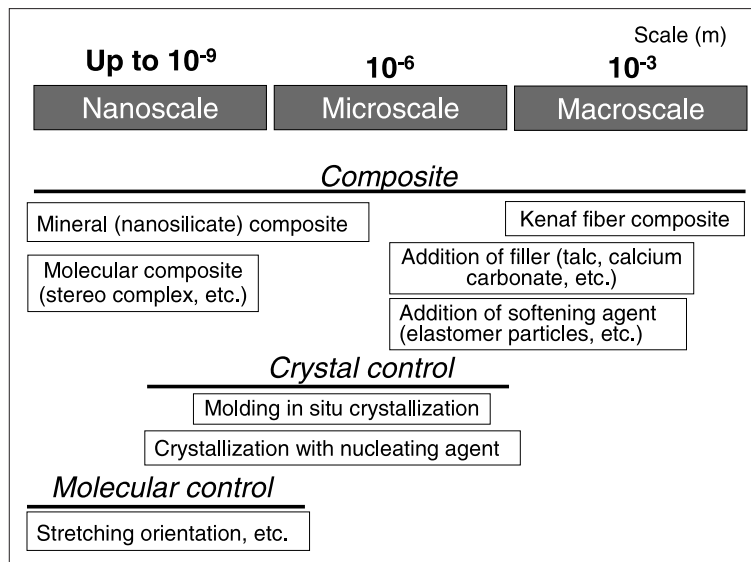 Scale (m)
Up to 10⁻⁹ 10⁻⁶ 10⁻³
Nanoscale Microscale Macroscale
Composite
Mineral (nanosilicate) composite
Kenaf fiber composite
Molecular composite
(stereo complex, etc.)
Addition of filler (talc, calcium
carbonate, etc.)
Addition of softening agent
(elastomer particles, etc.)
Crystal control
Molding in situ crystallization
Crystallization with nucleating agent
Molecular control
Stretching orientation, etc.